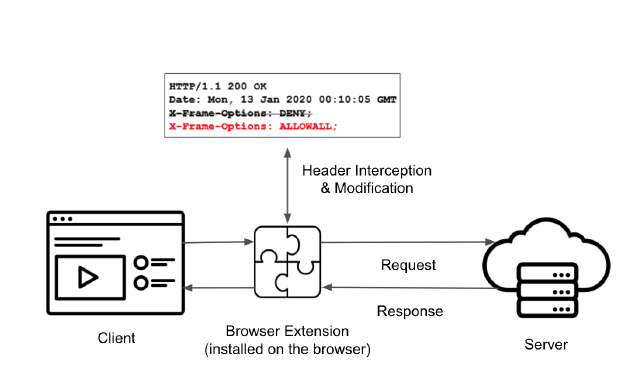 HTTP/1.1 200 OK
Date: Mon, 13 Jan 2020 00:10:05 GMT
X-Frame-Options: DENY;
X-Frame-Options: ALLOWALL;
Header Interception
& Modification
Request
Response
Client
Browser Extension
(installed on the browser)
Server